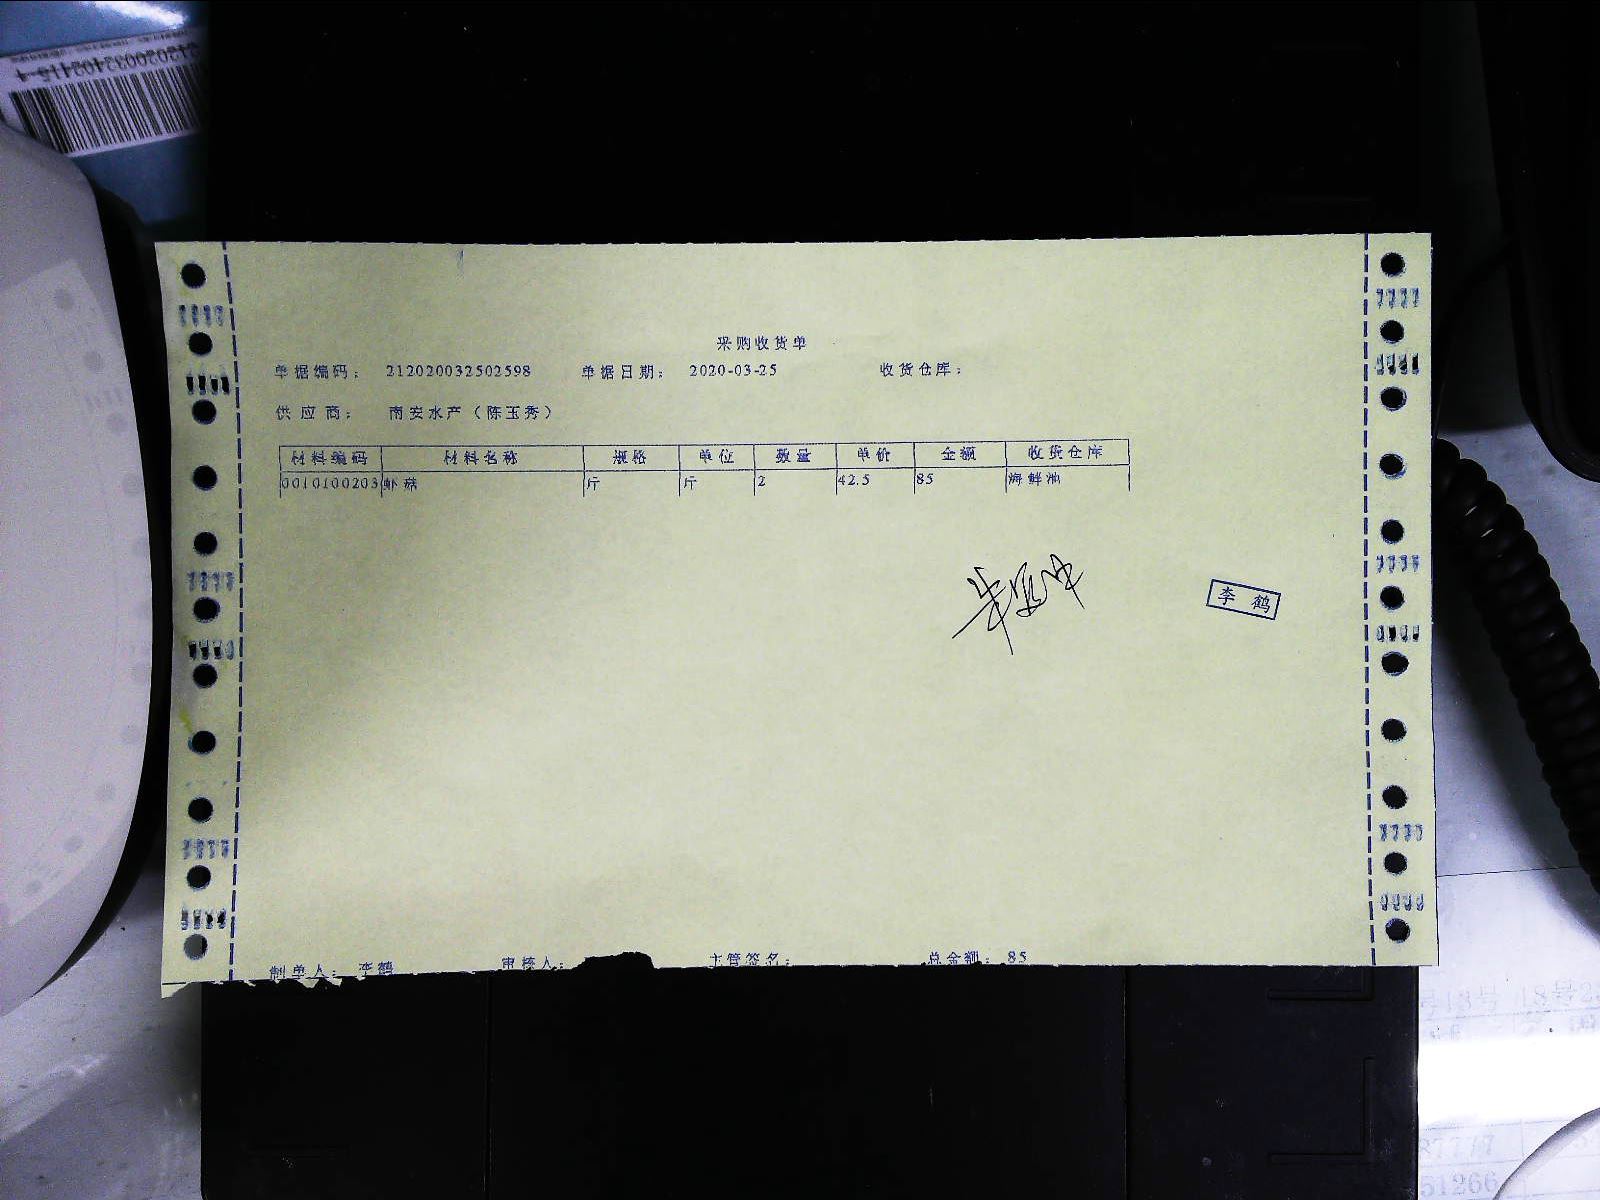 采购收货单
单据编码: 212020032502598 单据日期: 2020-03-25 收货仓库:
供应商: 南安水产(陈玉秀)
材料编码 材料名称 规格 单位 数量 单价 金额 收货仓库
0010100203 虾菇 斤 斤 2 42.5 85 海鲜池
李鹤
制单人: 李鹤 审核人: 主管签名: 总金额: 85